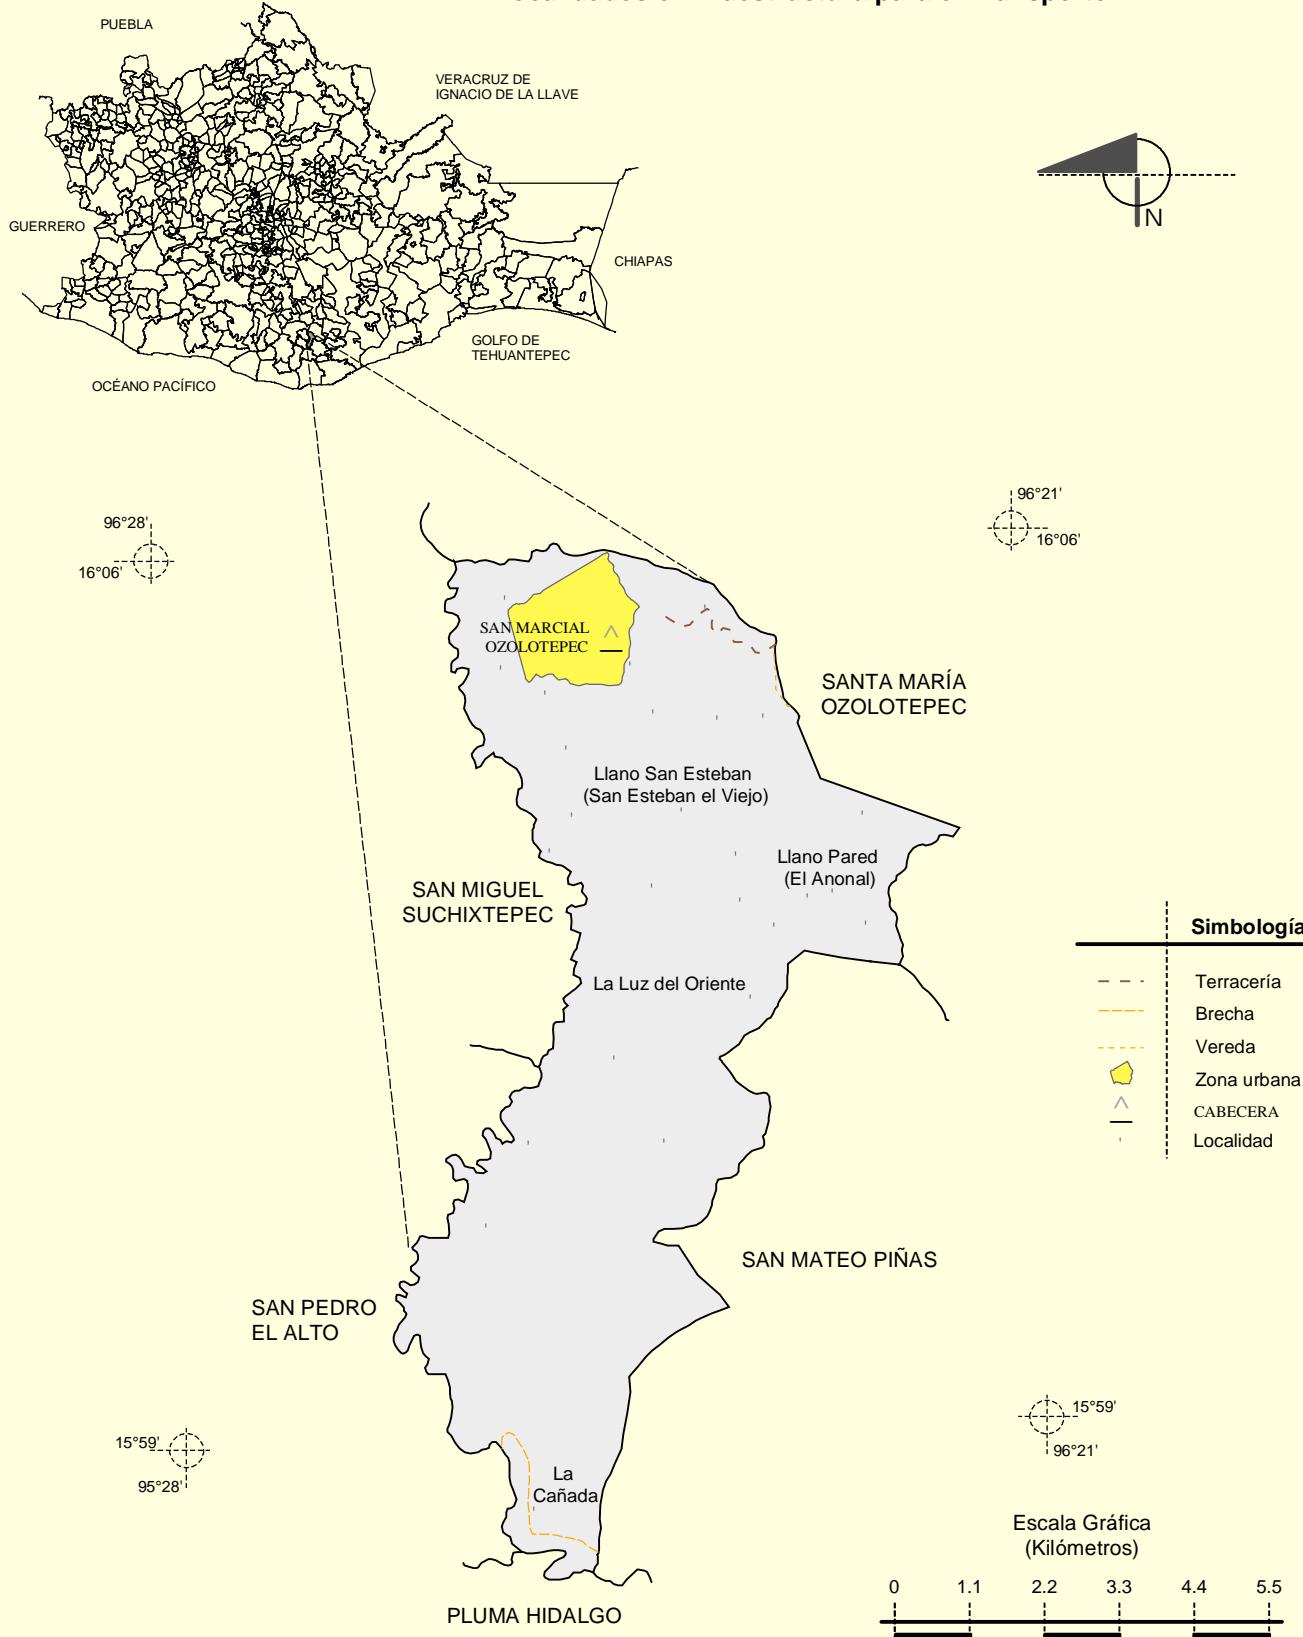 PUEBLA
VERACRUZ DE
IGNACIO DE LA LLAVE
GUERRERO
CHIAPAS
GOLFO DE
TEHUANTEPEC
OCÉANO PACÍFICO
N
96°28'
16°06'
96°21'
16°06'
SAN MARCIAL
OZOLOTEPEC
SANTA MARÍA
OZOLOTEPEC
Llano San Esteban
(San Esteban el Viejo)
Llano Pared
(El Anonal)
SAN MIGUEL
SUCHIXTEPEC
La Luz del Oriente
Simbología
Terracería
Brecha
Vereda
Zona urbana
CABECERA
Localidad
SAN MATEO PIÑAS
SAN PEDRO
EL ALTO
15°59'
95°28'
15°59'
96°21'
La
Cañada
PLUMA HIDALGO
Escala Gráfica
(Kilómetros)
0 1.1 2.2 3.3 4.4 5.5